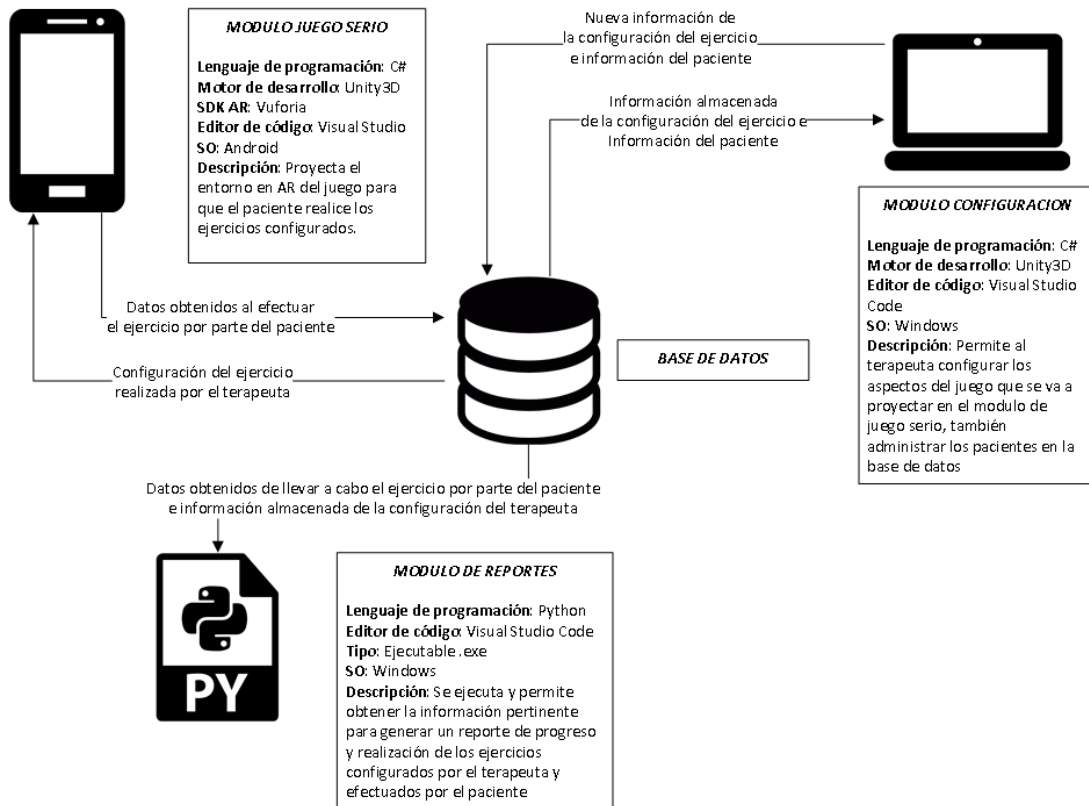 MODULO JUEGO SERIO
Lenguaje de programación: C#
Motor de desarrollo: Unity3D
SDK AR: Vuforia
Editor de código: Visual Studio
SO: Android
Descripción: Proyecta el
entorno en AR del juego para
que el paciente realice los
ejercicios configurados.
Nueva información de
la configuración del ejercicio
e información del paciente
Información almacenada
de la configuración del ejercicio e
Información del paciente
MODULO CONFIGURACION
Lenguaje de programación: C#
Motor de desarrollo: Unity3D
Editor de código: Visual Studio
Code
SO: Windows
Descripción: Permite al
terapeuta configurar los
aspectos del juego que se va a
proyectar en el modulo de
juego serio, también
administrar los pacientes en la
base de datos
Datos obtenidos al efectuar
el ejercicio por parte del paciente
Configuración del ejercicio
realizada por el terapeuta
BASE DE DATOS
Datos obtenidos de llevar a cabo el ejercicio por parte del paciente
e información almacenada de la configuración del terapeuta
PY
MODULO DE REPORTES
Lenguaje de programación: Python
Editor de código: Visual Studio Code
Tipo: Ejecutable .exe
SO: Windows
Descripción: Se ejecuta y permite
obtener la información pertinente
para generar un reporte de progreso
y realización de los ejercicios
configurados por el terapeuta y
efectuados por el paciente